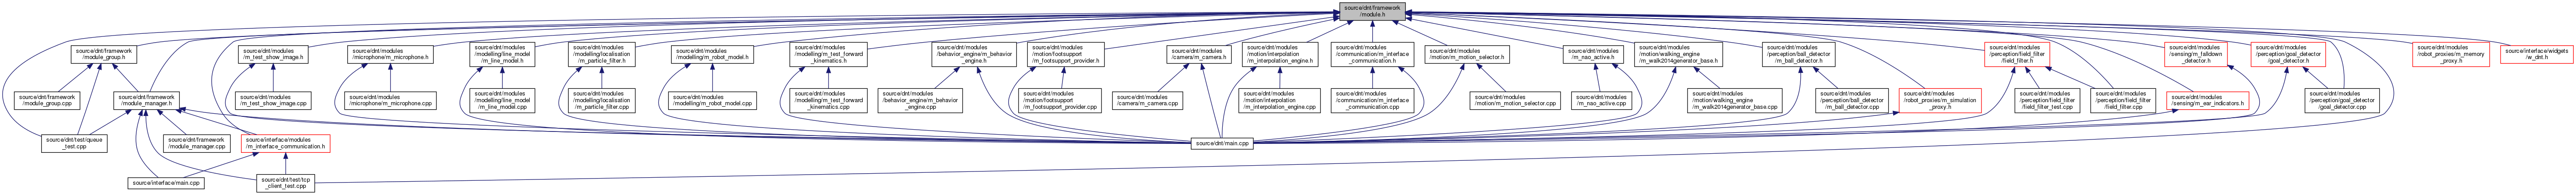 source/dnt/framework
/module.h
source/dnt/framework
/module_group.h
source/dnt/modules
/m_test_show_image.h
source/dnt/modules
/microphone/m_microphone.h
source/dnt/modules
/modelling/line_model
/m_line_model.h
source/dnt/modules
/modelling/localisation
/m_particle_filter.h
source/dnt/modules
/modelling/m_robot_model.h
source/dnt/modules
/modelling/m_test_forward
_kinematics.h
source/dnt/modules
/behavior_engine/m_behavior
_engine.h
source/dnt/modules
/motion/footsupport
/m_footsupport_provider.h
source/dnt/modules
/camera/m_camera.h
source/dnt/modules
/motion/interpolation
/m_interpolation_engine.h
source/dnt/modules
/communication/m_interface
_communication.h
source/dnt/modules
/motion/m_motion_selector.h
source/dnt/modules
/m_nao_active.h
source/dnt/modules
/motion/walking_engine
/m_walk2014generator_base.h
source/dnt/modules
/perception/ball_detector
/m_ball_detector.h
source/dnt/modules
/perception/field_filter
/field_filter.h
source/dnt/modules
/sensing/m_falldown
_detector.h
source/dnt/modules
/perception/goal_detector
/goal_detector.h
source/dnt/modules
/robot_proxies/m_memory
_proxy.h
source/interface/widgets
/w_dnt.h
source/dnt/framework
/module_group.cpp
source/dnt/framework
/module_manager.h
source/dnt/modules
/m_test_show_image.cpp
source/dnt/modules
/microphone/m_microphone.cpp
source/dnt/modules
/modelling/line_model
/m_line_model.cpp
source/dnt/modules
/modelling/localisation
/m_particle_filter.cpp
source/dnt/modules
/modelling/m_robot_model.cpp
source/dnt/modules
/modelling/m_test_forward
_kinematics.cpp
source/dnt/modules
/behavior_engine/m_behavior
_engine.cpp
source/dnt/modules
/motion/footsupport
/m_footsupport_provider.cpp
source/dnt/modules
/camera/m_camera.cpp
source/dnt/modules
/motion/interpolation
/m_interpolation_engine.cpp
source/dnt/modules
/communication/m_interface
_communication.cpp
source/dnt/modules
/motion/m_motion_selector.cpp
source/dnt/modules
/m_nao_active.cpp
source/dnt/modules
/motion/walking_engine
/m_walk2014generator_base.cpp
source/dnt/modules
/perception/ball_detector
/m_ball_detector.cpp
source/dnt/modules
/robot_proxies/m_simulation
_proxy.h
source/dnt/modules
/perception/field_filter
/field_filter_test.cpp
source/dnt/modules
/perception/field_filter
/field_filter.cpp
source/dnt/modules
/sensing/m_ear_indicators.h
source/dnt/modules
/perception/goal_detector
/goal_detector.cpp
source/dnt/test/queue
_test.cpp
source/dnt/framework
/module_manager.cpp
source/interface/modules
/m_interface_communication.h
source/dnt/main.cpp
source/interface/main.cpp
source/dnt/test/tcp
_client_test.cpp